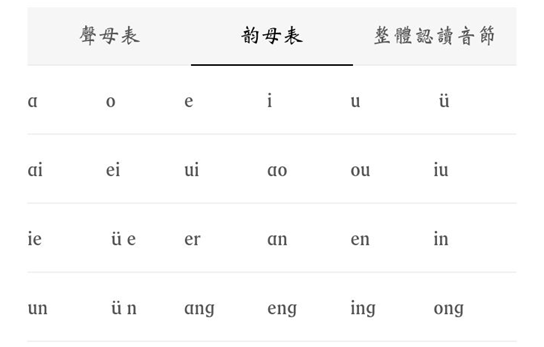 聲母表 韵母表 整體認讀音節
ɑ o e i u ü
ɑi ei ui ɑo ou iu
ie ü e er ɑn en in
un ü n ɑng eng ing ong